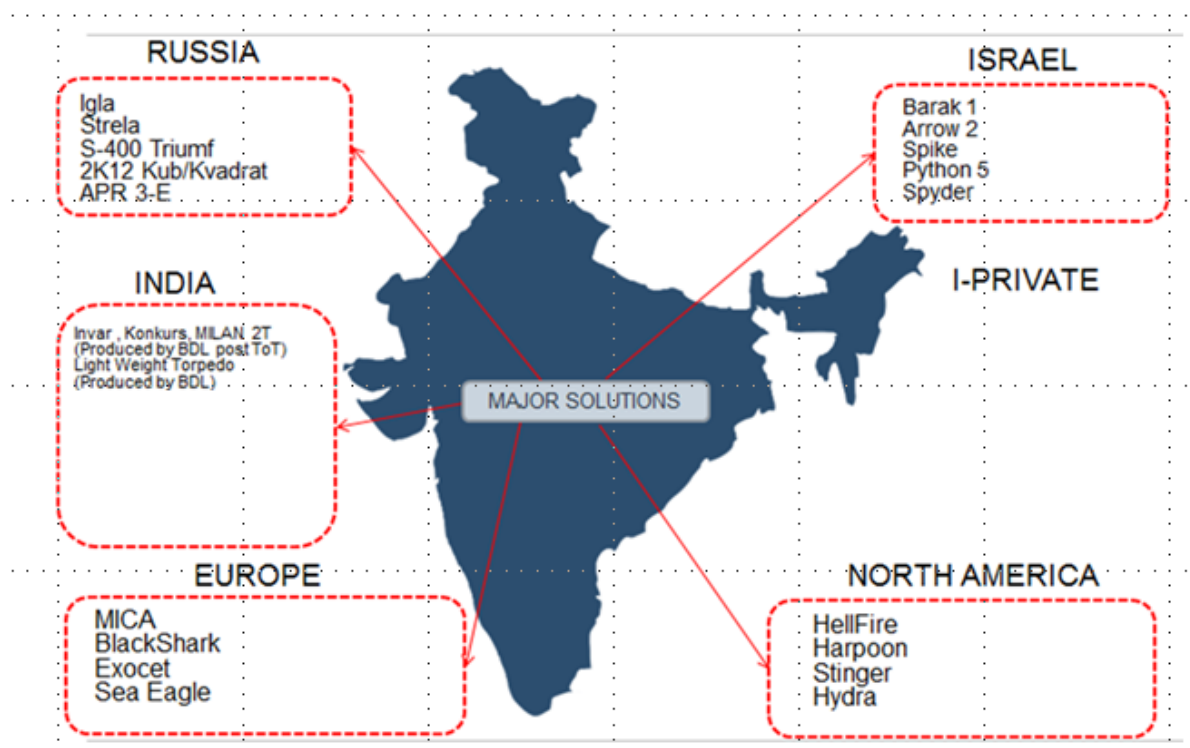 RUSSIA
Igla
Strela
S-400 Triumf
2K12 Kub/Kvadrat
APR 3-E
ISRAEL
Barak 1
Arrow 2
Spike
Python 5
Spyder
INDIA
Invar , Konkurs, MILAN 2T
(Produced by BDL post ToT)
Light Weight Torpedo
(Produced by BDL)
I-PRIVATE
MAJOR SOLUTIONS
EUROPE
MICA
BlackShark
Exocet
Sea Eagle
NORTH AMERICA
HellFire
Harpoon
Stinger
Hydra